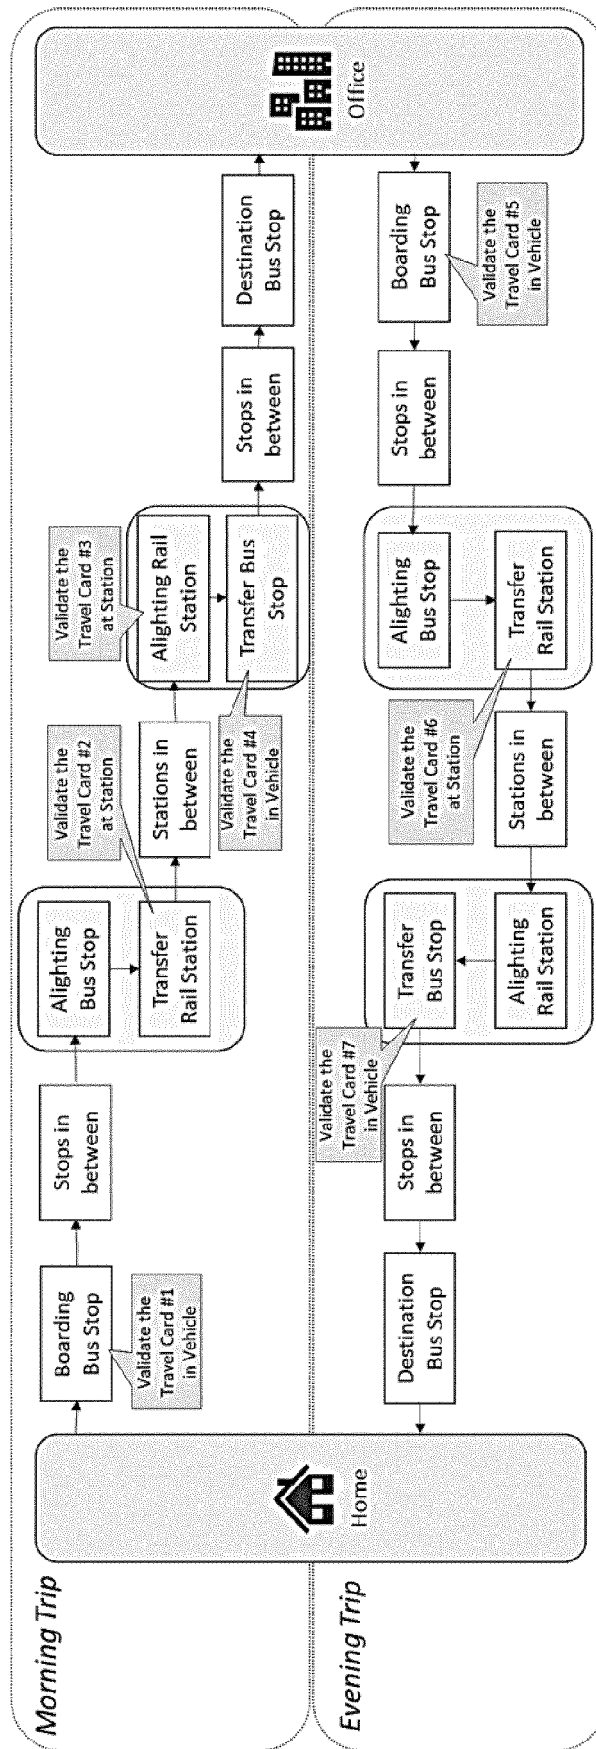 Morning Trip
Home
Boarding
Bus Stop
Validate the
Travel Card #1
in Vehicle
Stops in
between
Alighting
Bus Stop
Transfer
Rail Station
Validate the
Travel Card #2
at Station
Stations in
between
Validate the
Travel Card #3
at Station
Alighting Rail
Station
Transfer Bus
Stop
Validate the
Travel Card #4
in Vehicle
Stops in
between
Destination
Bus Stop
Office
Evening Trip
Boarding
Bus Stop
Validate the
Travel Card #5
in Vehicle
Stops in
between
Alighting
Bus Stop
Transfer
Rail Station
Validate the
Travel Card #6
at Station
Stations in
between
Alighting
Rail Station
Transfer
Bus Stop
Validate the
Travel Card #7
in Vehicle
Stops in
between
Destination
Bus Stop